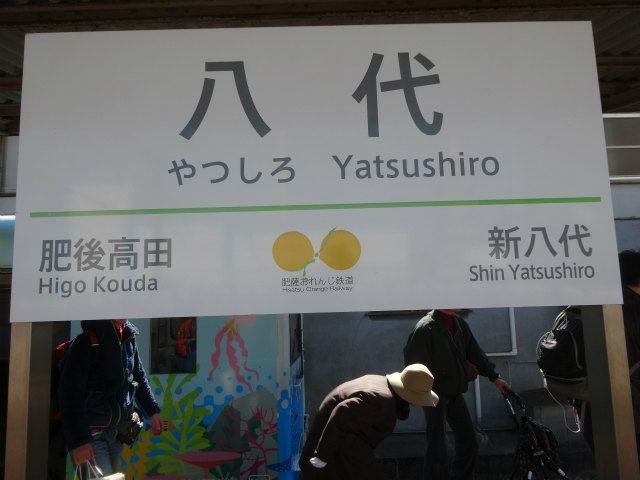 八代
やつしろ Yatsushiro
肥後高田
Higo Kouda
肥薩おれんじ鉄道
Hisatsu Orange Railway
新八代
Shin Yatsushiro